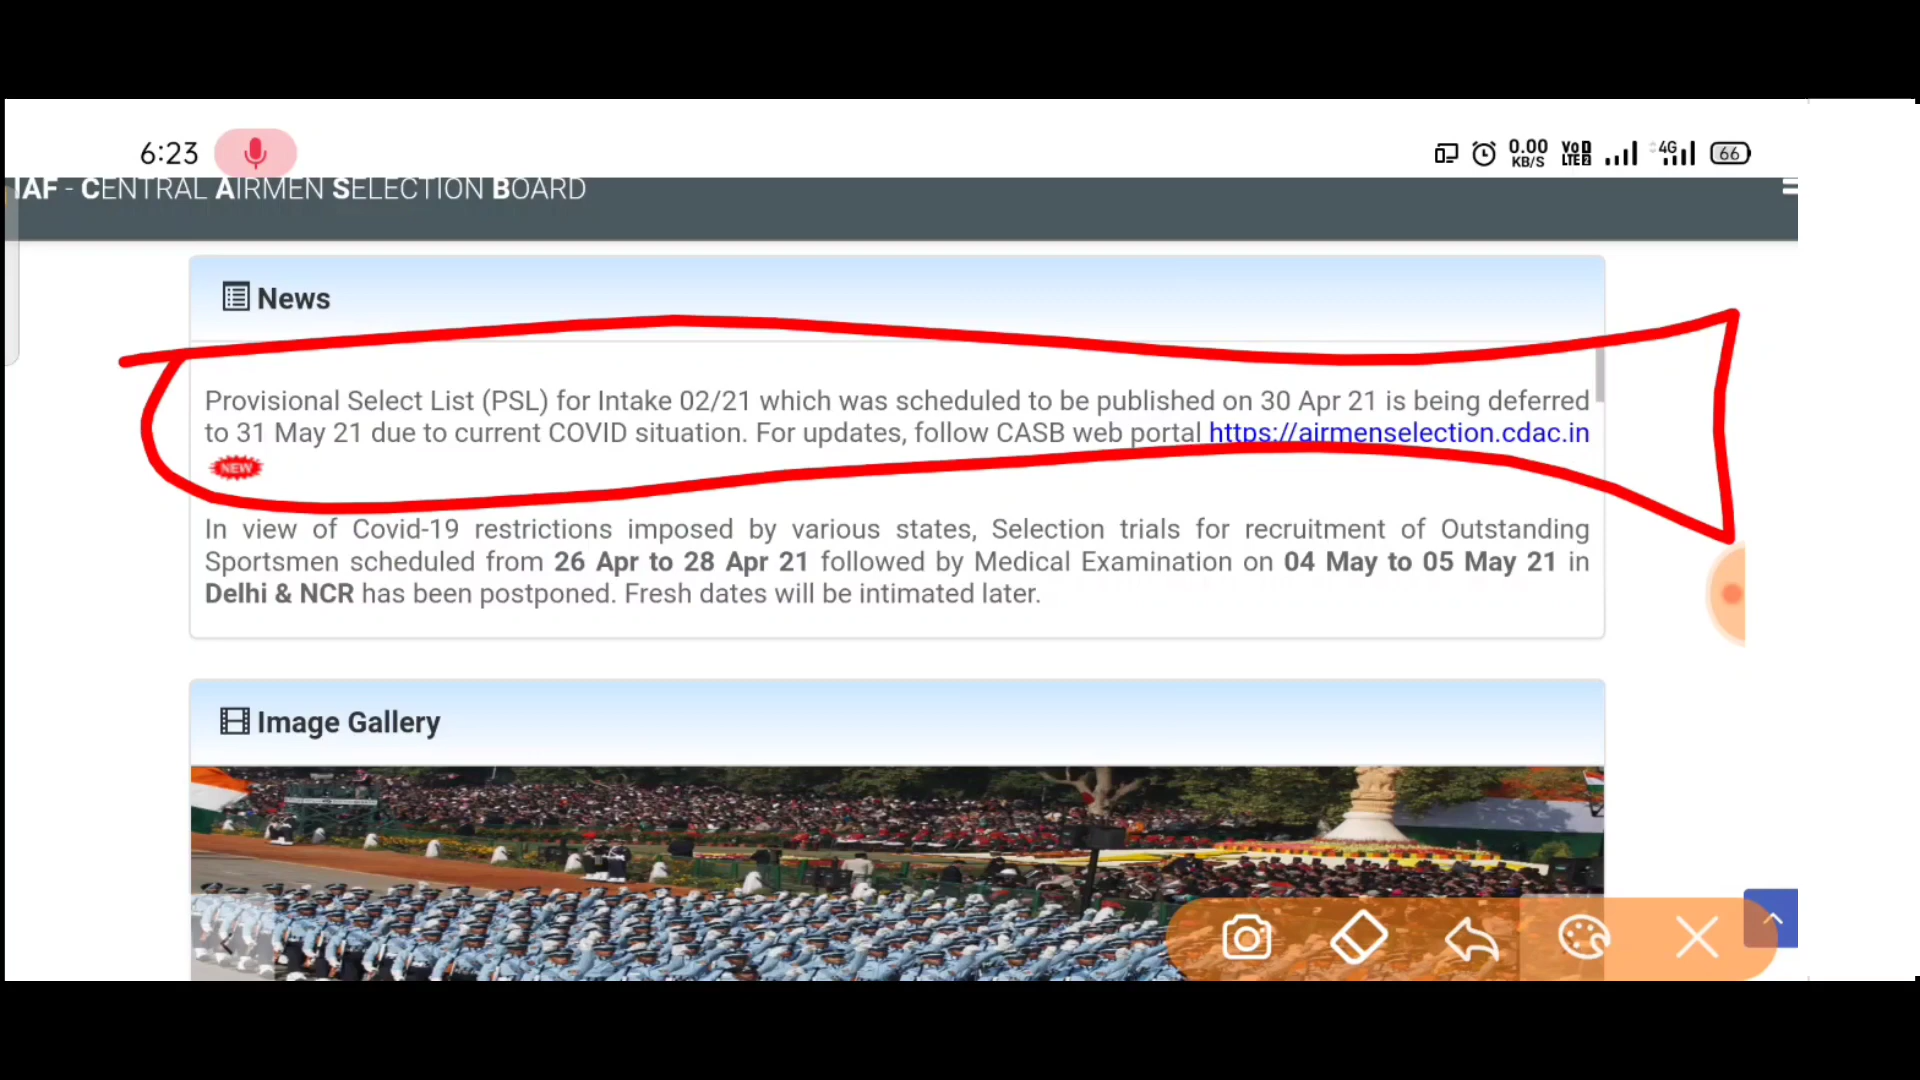 6:23
0.00 KB/S
Vo LTE 2
4G
66
IAF - CENTRAL AIRMEN SELECTION BOARD
News
Provisional Select List (PSL) for Intake 02/21 which was scheduled to be published on 30 Apr 21 is being deferred
to 31 May 21 due to current COVID situation. For updates, follow CASB web portal https://airmenselection.cdac.in
NEW
In view of Covid-19 restrictions imposed by various states, Selection trials for recruitment of Outstanding
Sportsmen scheduled from 26 Apr to 28 Apr 21 followed by Medical Examination on 04 May to 05 May 21 in
Delhi & NCR has been postponed. Fresh dates will be intimated later.
Image Gallery